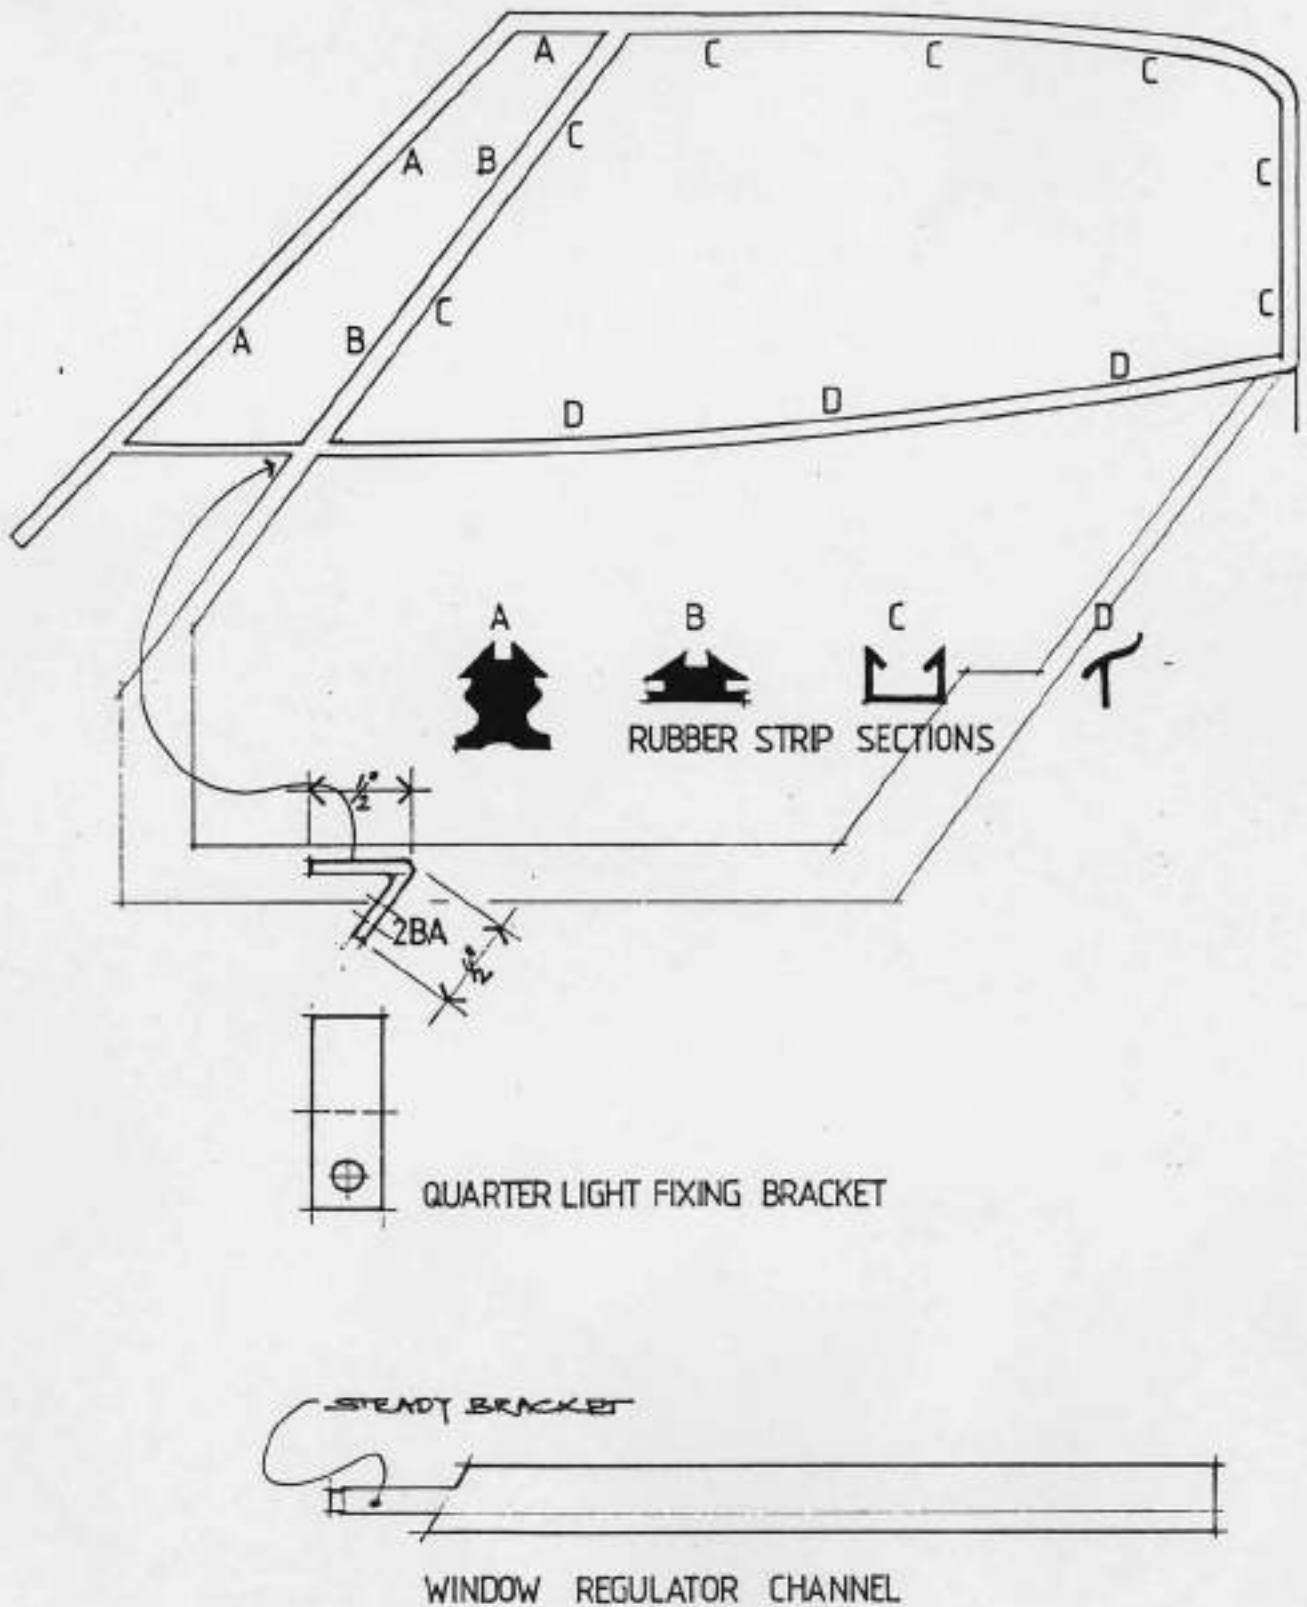 A C C C
A B C C
A B C C
D D D
A B C D
RUBBER STRIP SECTIONS
½"
2BA
½"
QUARTER LIGHT FIXING BRACKET
STEADY BRACKET
WINDOW REGULATOR CHANNEL